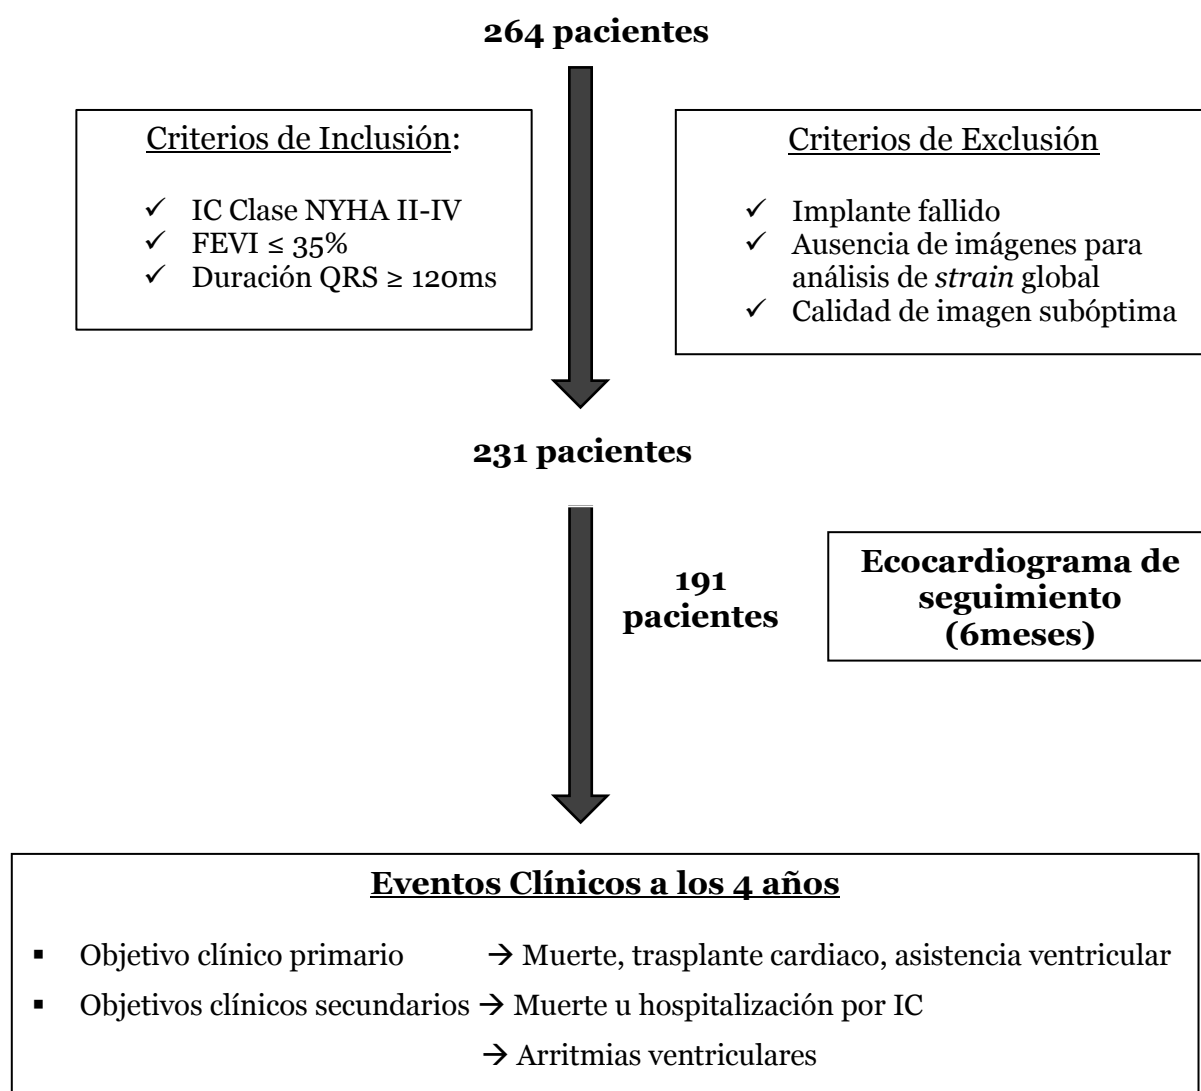 264 pacientes
Criterios de Inclusión:
✓ IC Clase NYHA II-IV
✓ FEVI ≤ 35%
✓ Duración QRS ≥ 120ms
Criterios de Exclusión
✓ Implante fallido
✓ Ausencia de imágenes para
análisis de strain global
✓ Calidad de imagen subóptima
231 pacientes
191
pacientes
Ecocardiograma de
seguimiento
(6meses)
Eventos Clínicos a los 4 años
▪ Objetivo clínico primario → Muerte, trasplante cardiaco, asistencia ventricular
▪ Objetivos clínicos secundarios → Muerte u hospitalización por IC
→ Arritmias ventriculares